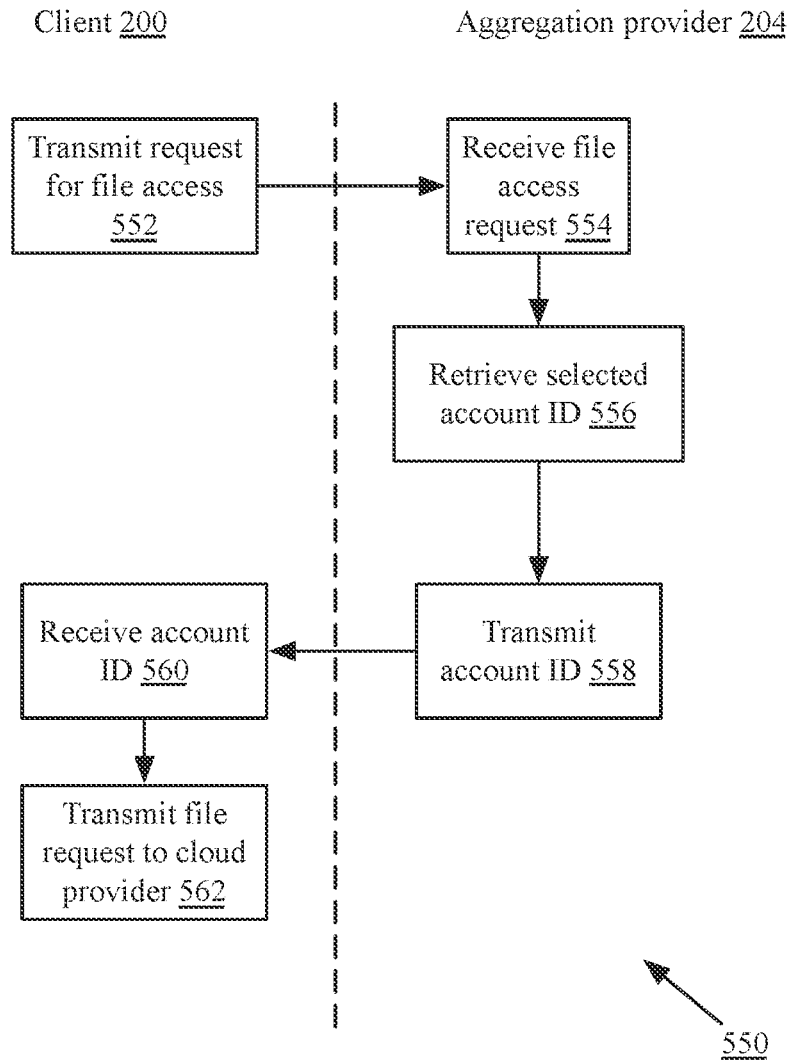 Client 200
Aggregation provider 204
Transmit request
for file access
552
Receive file
access
request 554
Retrieve selected
account ID 556
Receive account
ID 560
Transmit
account ID 558
Transmit file
request to cloud
provider 562
550